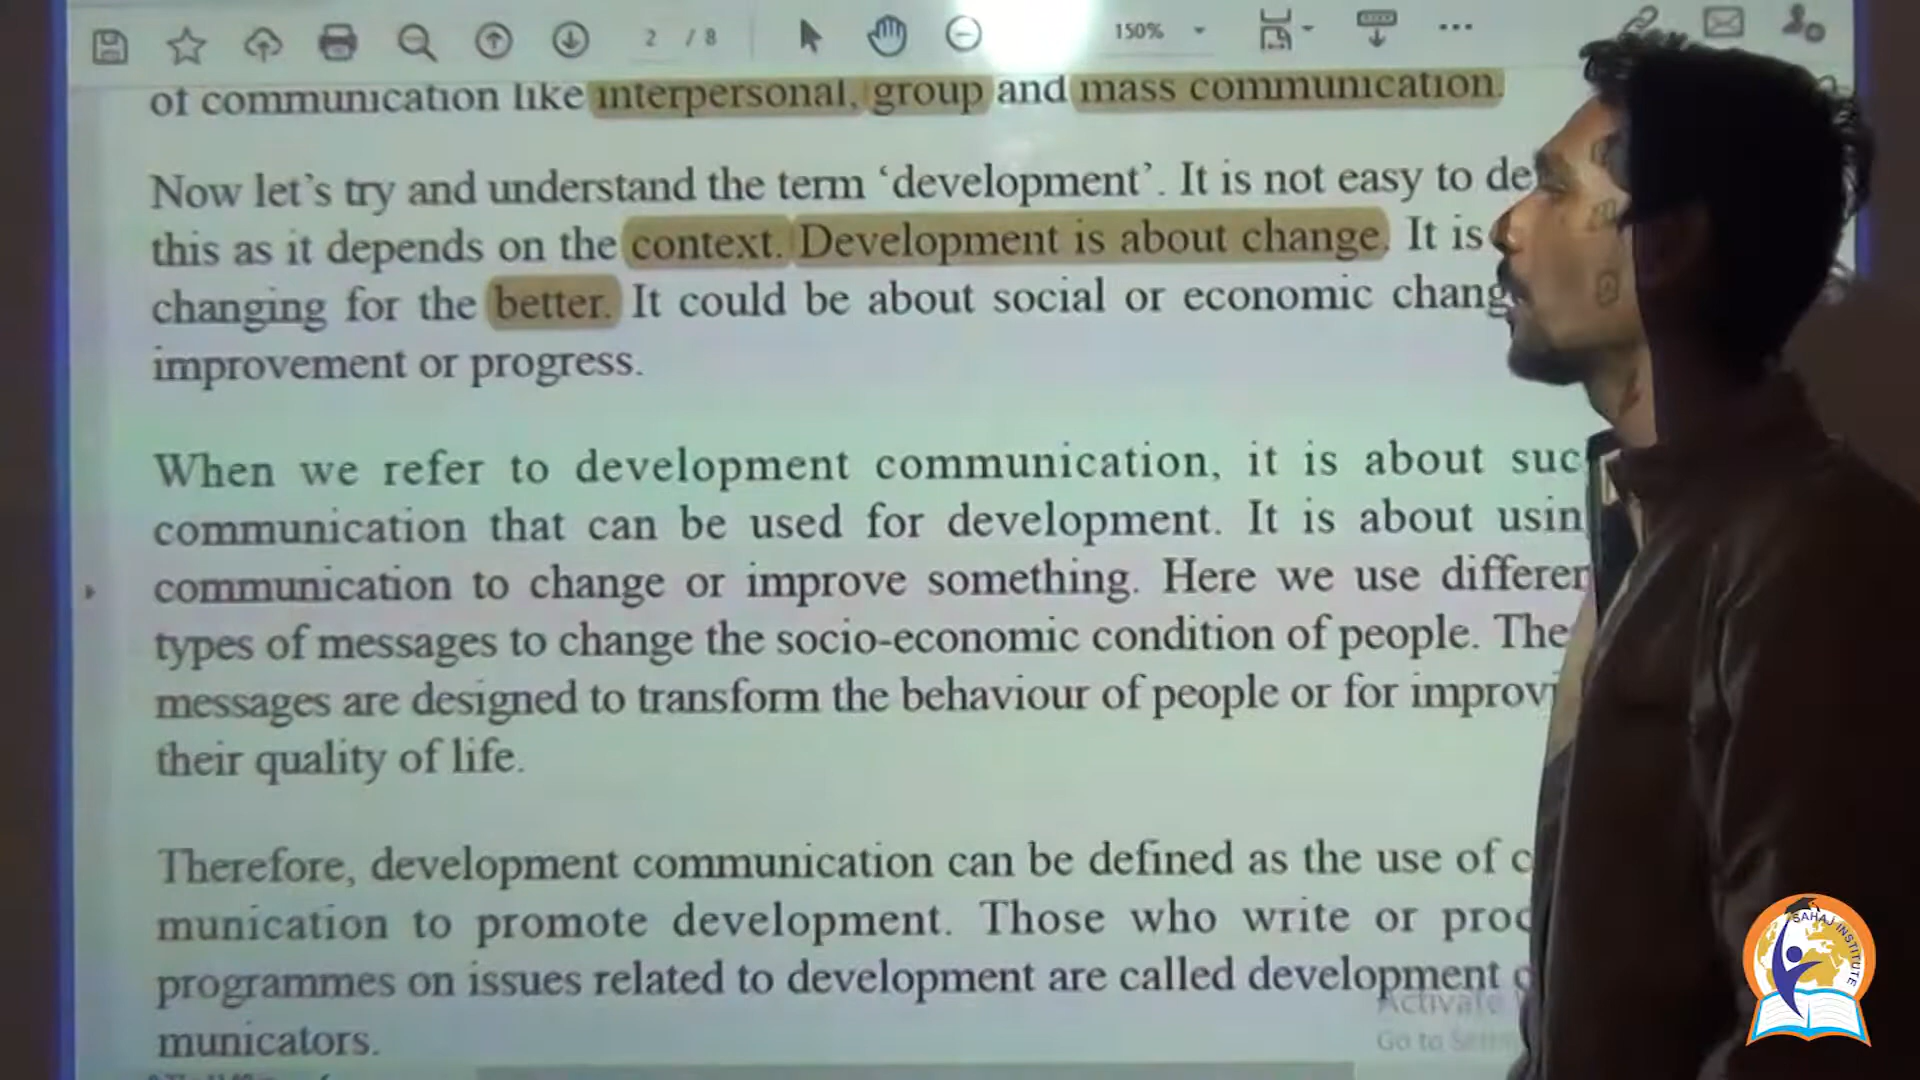 2 / 8
150%
of communication like interpersonal, group and mass communication.
Now let's try and understand the term 'development'. It is not easy to de
this as it depends on the context. Development is about change. It is
changing for the better. It could be about social or economic chang
improvement or progress.
When we refer to development communication, it is about suc
communication that can be used for development. It is about usin
communication to change or improve something. Here we use differen
types of messages to change the socio-economic condition of people. The
messages are designed to transform the behaviour of people or for improvi
their quality of life.
Therefore, development communication can be defined as the use of c
munication to promote development. Those who write or proc
programmes on issues related to development are called development c
municators.
Activate
Go to
SAHAJ INSTITUTE